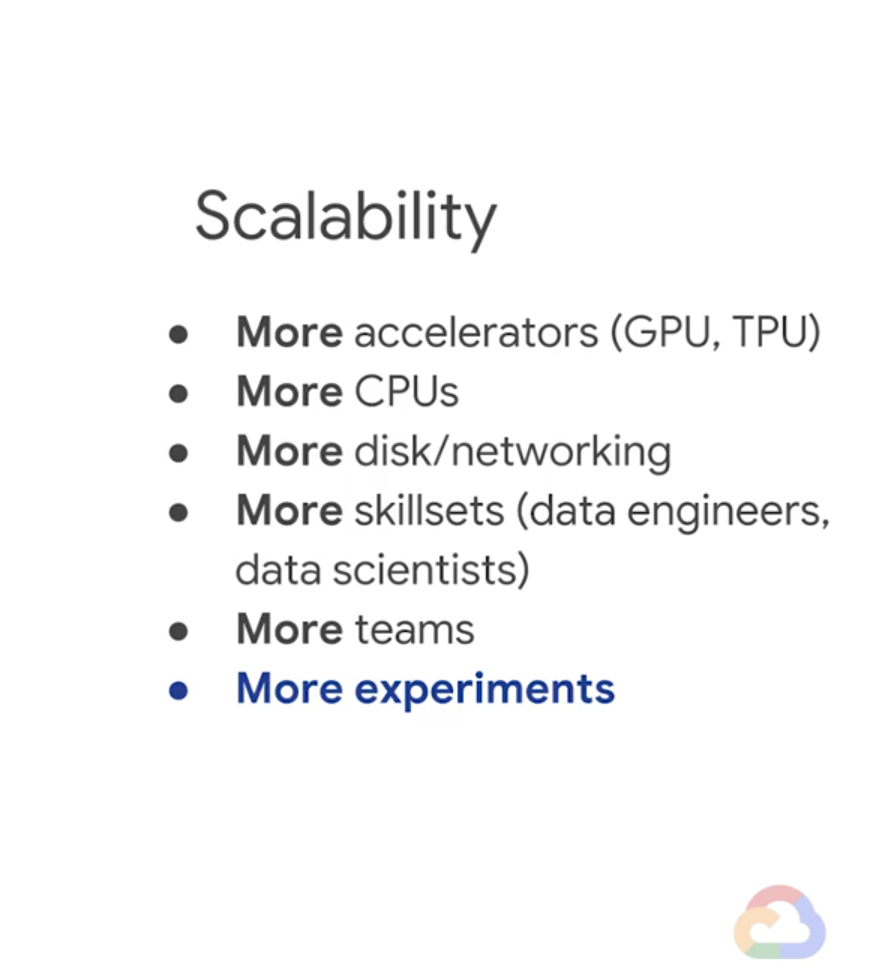 Scalability
● More accelerators (GPU, TPU)
● More CPUs
● More disk/networking
● More skillsets (data engineers,
data scientists)
● More teams
● More experiments